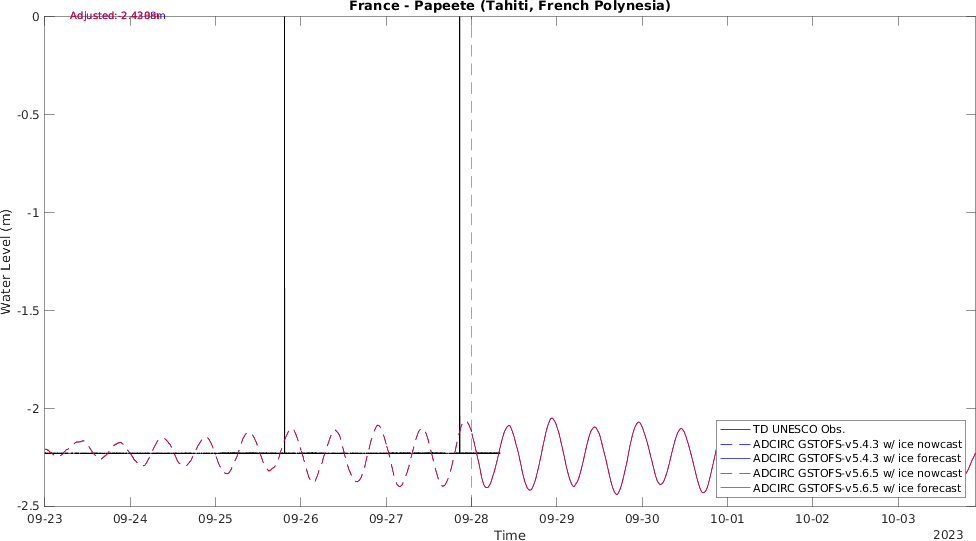 France - Papeete (Tahiti, French Polynesia)
Adjusted:
0
-0.5
-1
-1.5
-2
-2.5
Water Level (m)
TD UNESCO Obs.
ADCIRC GSTOFS-v5.4.3 w/ ice nowcast
ADCIRC GSTOFS-v5.4.3 w/ ice forecast
ADCIRC GSTOFS-v5.6.5 w/ ice nowcast
ADCIRC GSTOFS-v5.6.5 w/ ice forecast
09-23 09-24 09-25 09-26 09-27 09-28 09-29 09-30 10-01 10-02 10-03
Time
2023